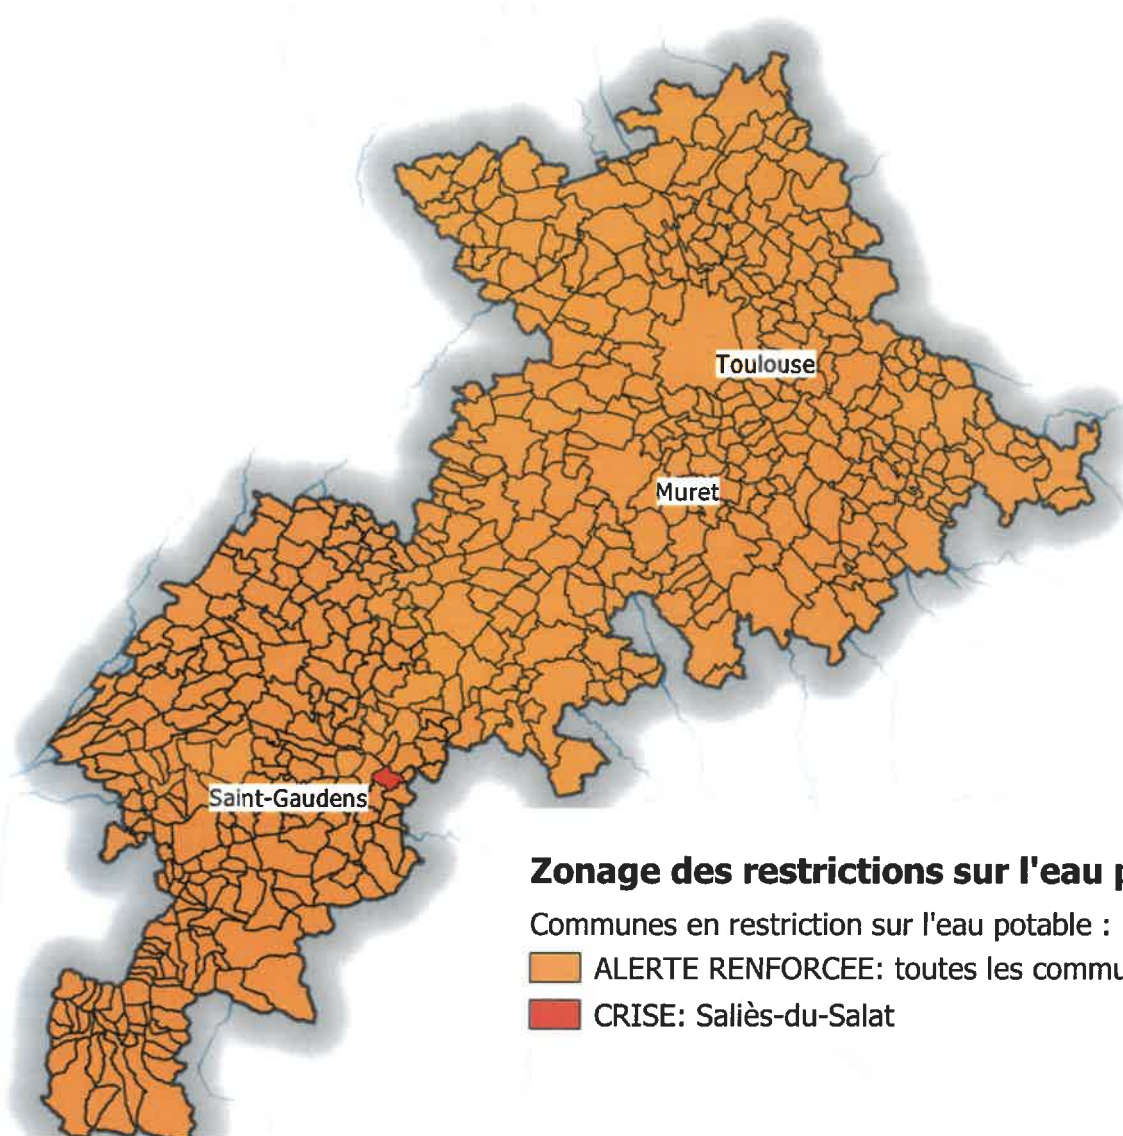 Toulouse
Muret
Saint-Gaudens
Zonage des restrictions sur l'eau
Communes en restriction sur l'eau potable :
ALERTE RENFORCEE: toutes les
CRISE: Saliès-du-Salat